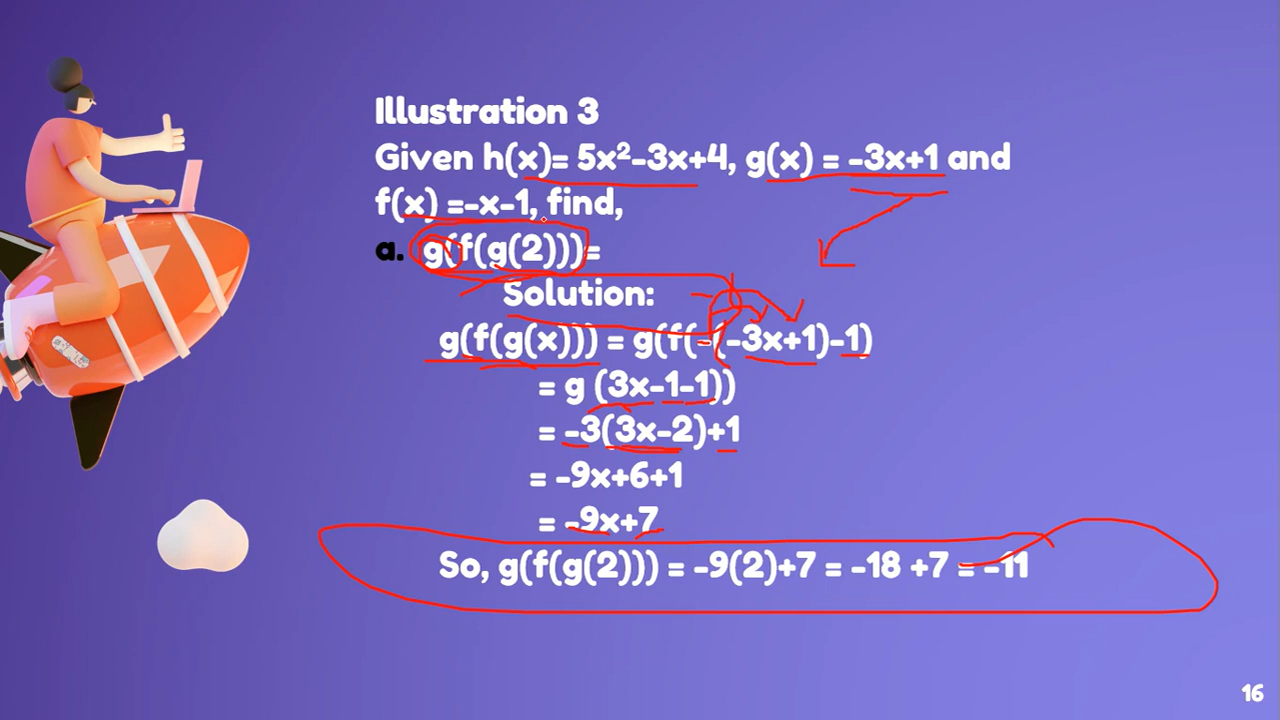 Illustration 3
Given h(x)= 5x²-3x+4, g(x) = -3x+1 and
f(x) =-x-1, find,
a. g(f(g(2)))=
Solution:
g(f(g(x))) = g(f(-(-3x+1)-1)
= g (3x-1-1))
= -3(3x-2)+1
= -9x+6+1
= -9x+7
So, g(f(g(2))) = -9(2)+7 = -18 +7 = -11
16